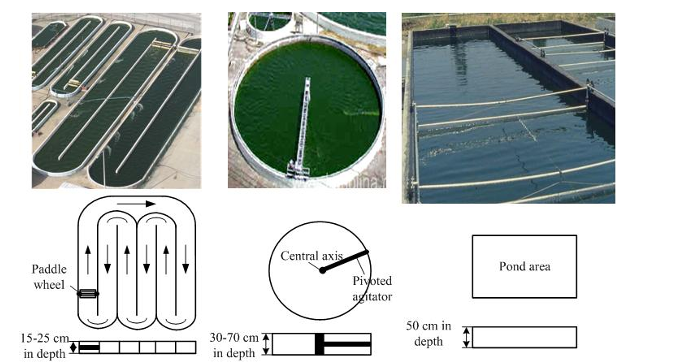 Paddle
wheel
15-25 cm
in depth
Central axis
Pivoted
agitator
30-70 cm
in depth
Pond area
50 cm in
depth